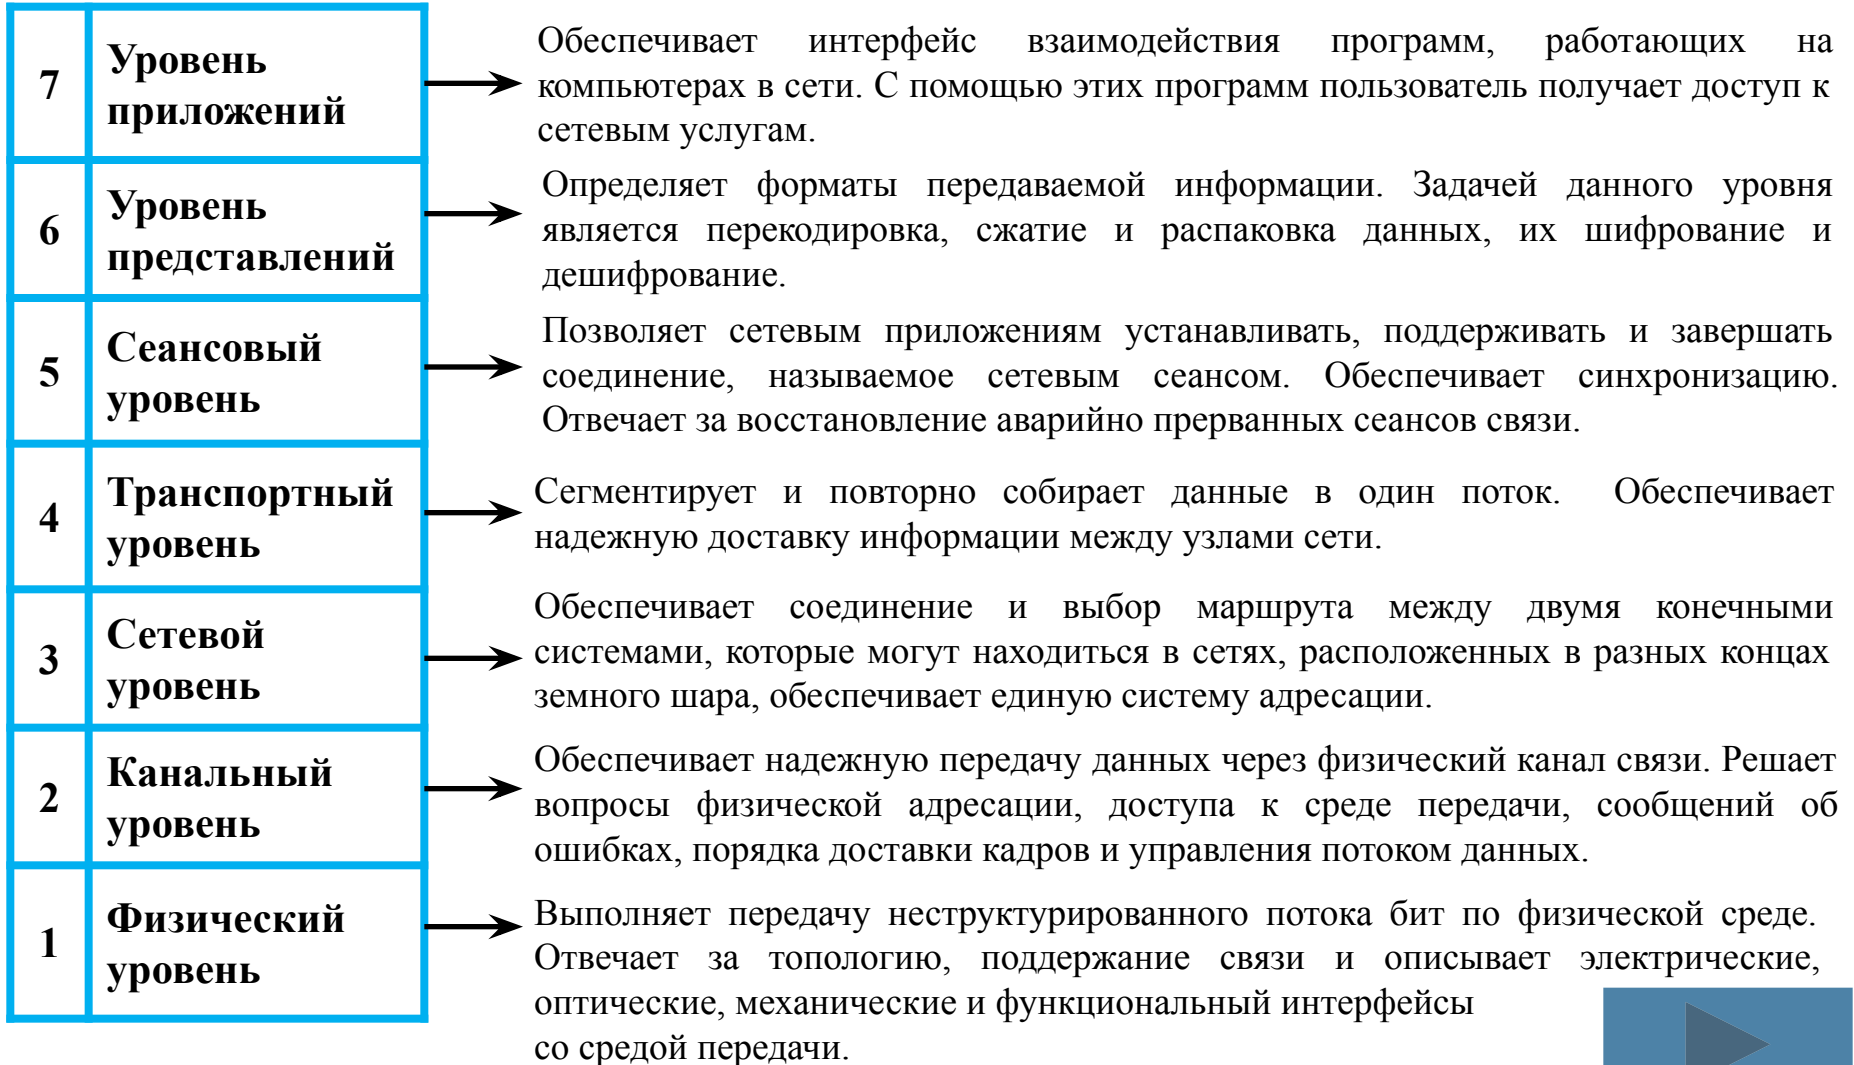 7
Уровень
приложений
Обеспечивает интерфейс взаимодействия программ, работающих на
компьютерах в сети. С помощью этих программ пользователь получает доступ к
сетевым услугам.
6
Уровень
представлений
Определяет форматы передаваемой информации. Задачей данного уровня
является перекодировка, сжатие и распаковка данных, их шифрование и
дешифрование.
5
Сеансовый
уровень
Позволяет сетевым приложениям устанавливать, поддерживать и завершать
соединение, называемое сетевым сеансом. Обеспечивает синхронизацию.
Отвечает за восстановление аварийно прерванных сеансов связи.
4
Транспортный
уровень
Сегментирует и повторно собирает данные в один поток. Обеспечивает
надежную доставку информации между узлами сети.
3
Сетевой
уровень
Обеспечивает соединение и выбор маршрута между двумя конечными
системами, которые могут находиться в сетях, расположенных в разных концах
земного шара, обеспечивает единую систему адресации.
2
Канальный
уровень
Обеспечивает надежную передачу данных через физический канал связи. Решает
вопросы физической адресации, доступа к среде передачи, сообщений об
ошибках, порядка доставки кадров и управления потоком данных.
1
Физический
уровень
Выполняет передачу неструктурированного потока бит по физической среде.
Отвечает за топологию, поддержание связи и описывает электрические,
оптические, механические и функциональный интерфейсы
со средой передачи.